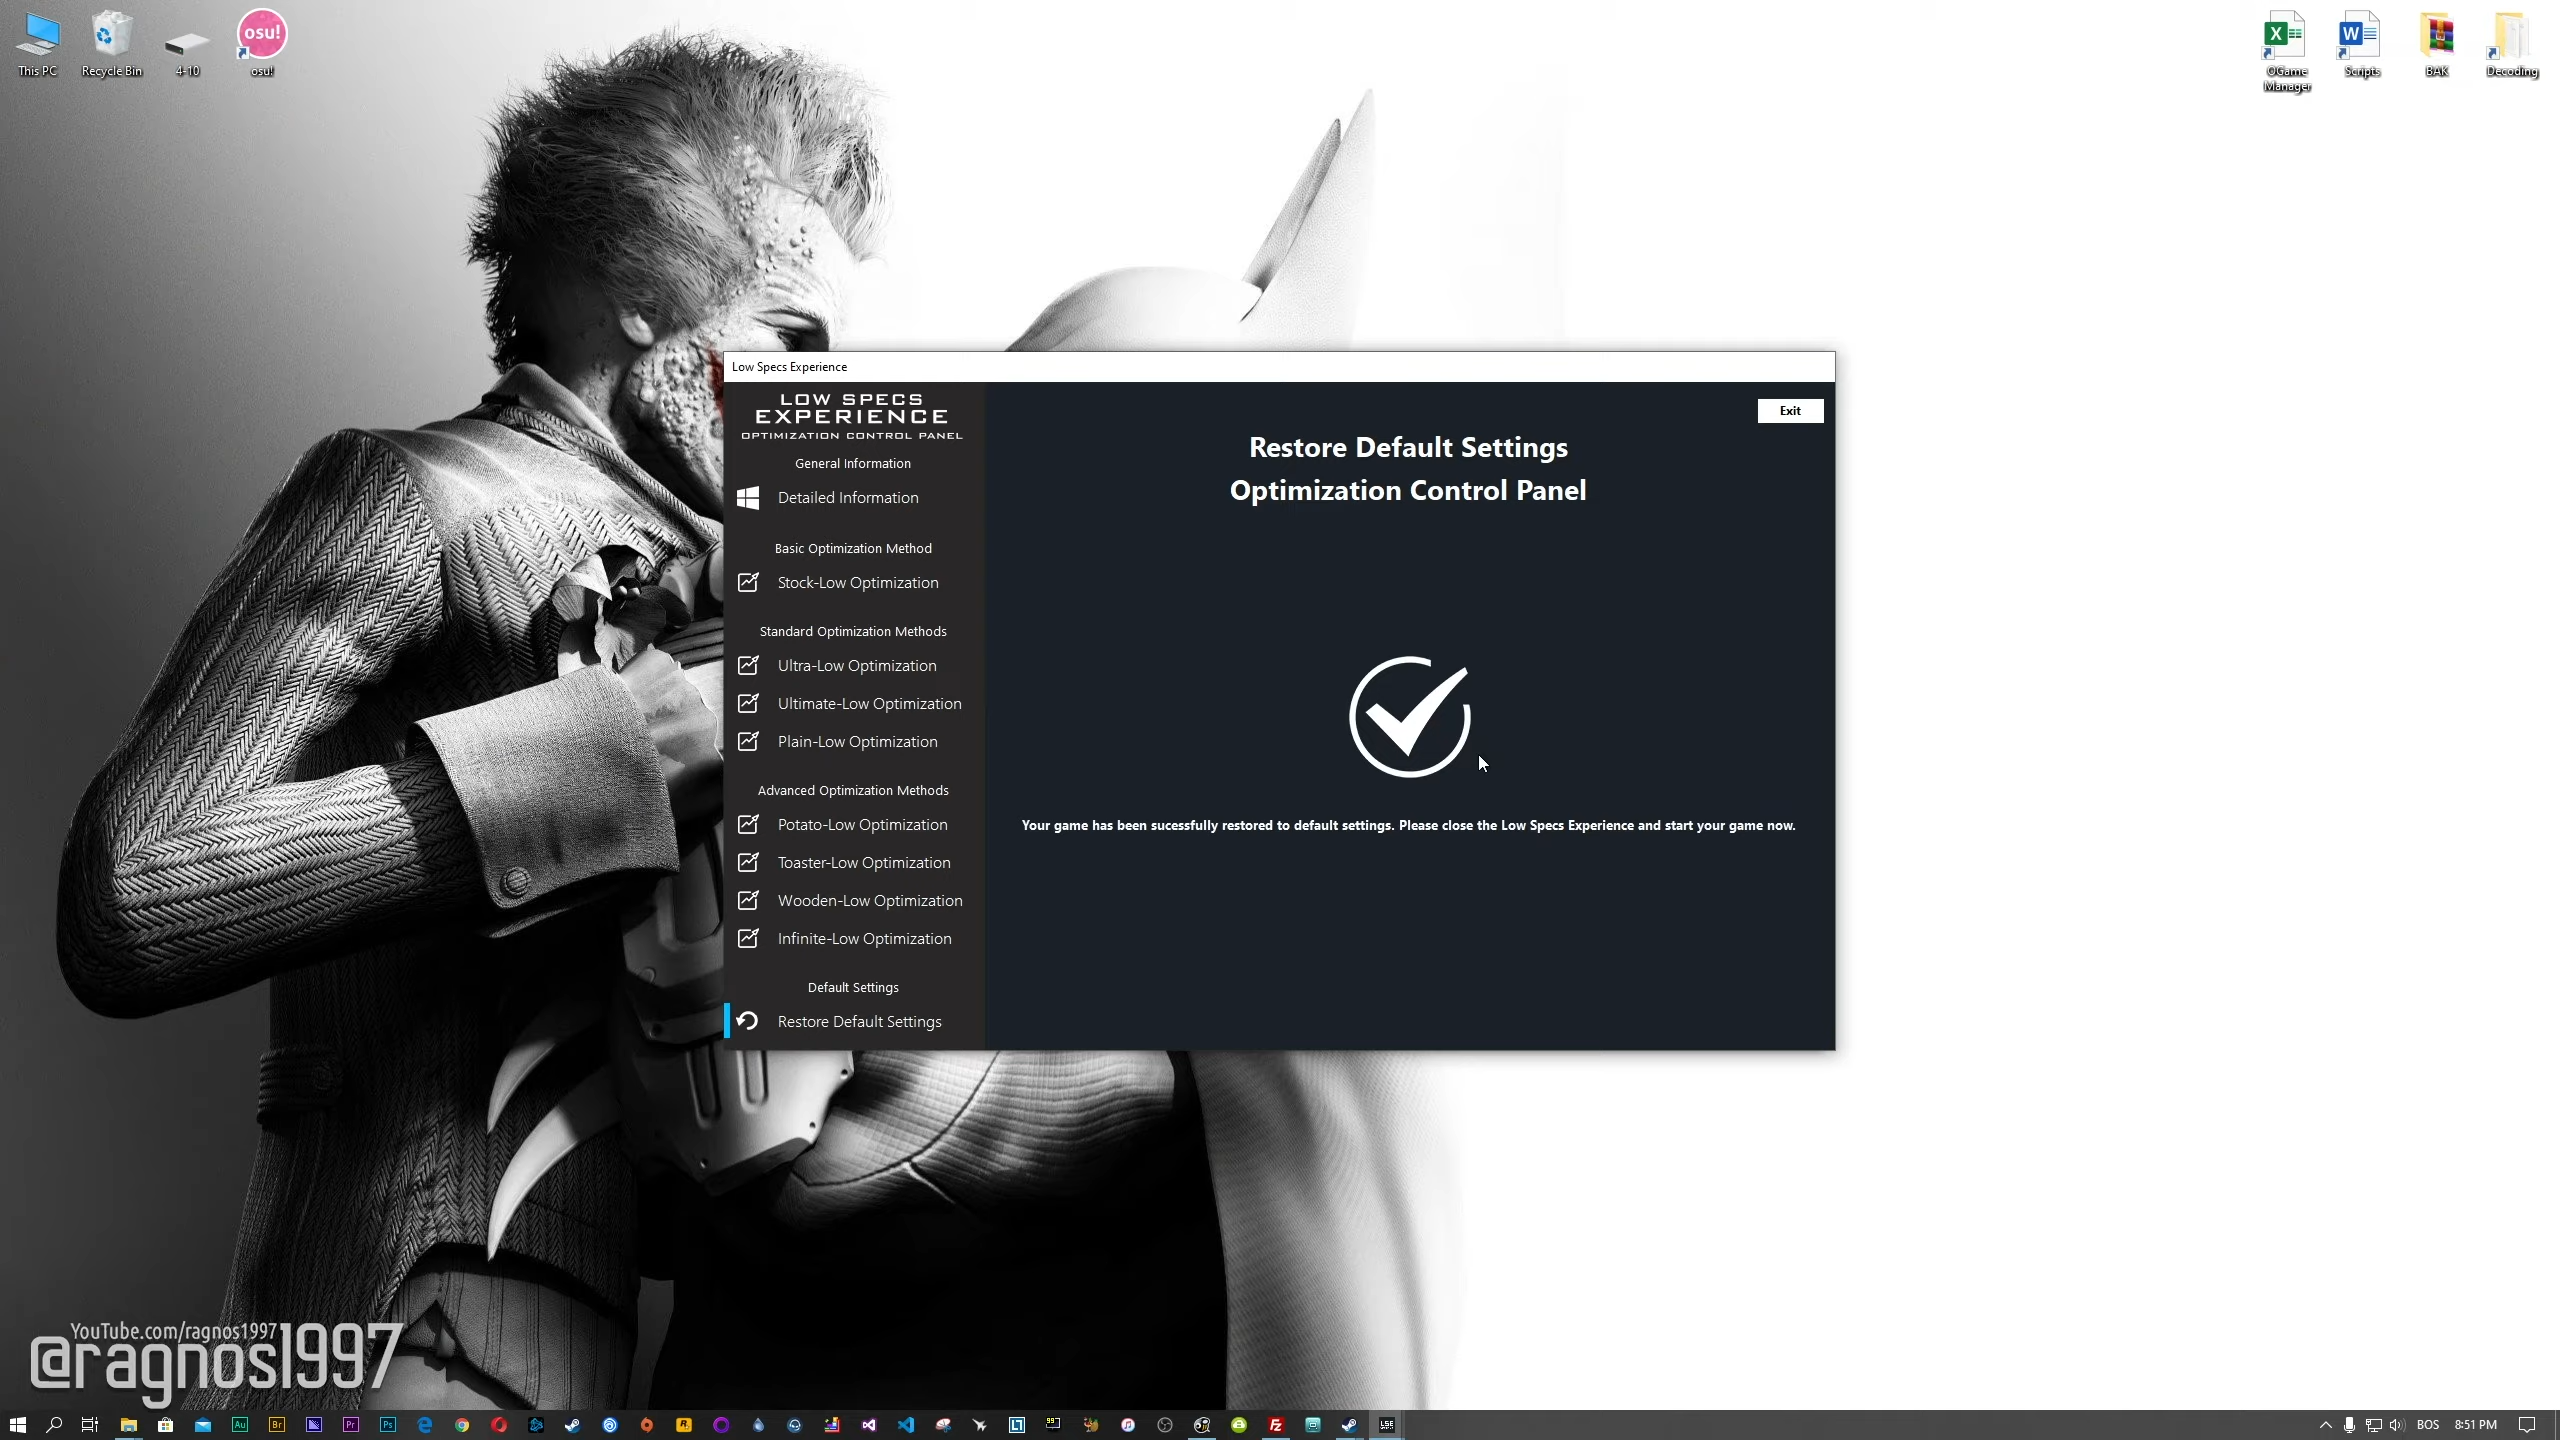 This PC
Recycle Bin
4-10
osu!
osu!
OGame Manager
Scripts
BAK
Decoding
Low Specs Experience
LOW SPECS
EXPERIENCE
OPTIMIZATION CONTROL PANEL
General Information
Detailed Information
Basic Optimization Method
Stock-Low Optimization
Standard Optimization Methods
Ultra-Low Optimization
Ultimate-Low Optimization
Plain-Low Optimization
Advanced Optimization Methods
Potato-Low Optimization
Toaster-Low Optimization
Wooden-Low Optimization
Infinite-Low Optimization
Default Settings
Restore Default Settings
Exit
Restore Default Settings
Optimization Control Panel
Your game has been sucessfully restored to default settings. Please close the Low Specs Experience and start your game now.
YouTube.com/ragnos1997
@ragnos1997
BOS
8:51 PM